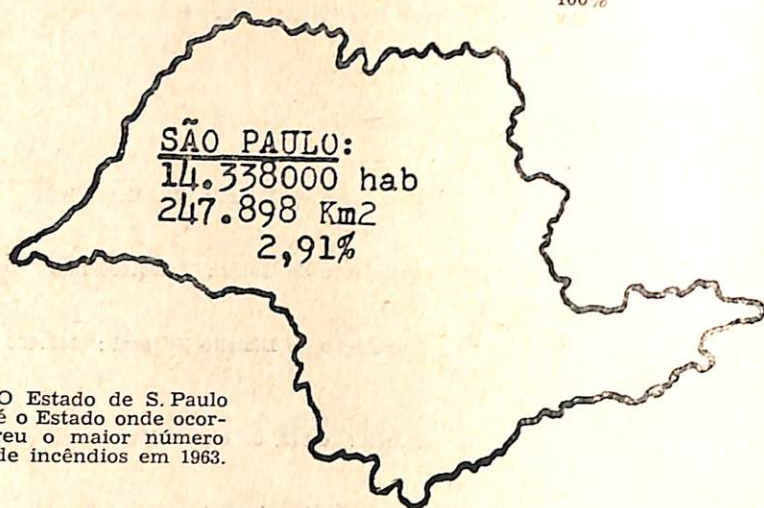 100%
SÃO PAULO:
14.338000 hab
247.898 Km2
2,91%
O Estado de S. Paulo
é o Estado onde ocor-
reu o maior número
de incêndios em 1963.